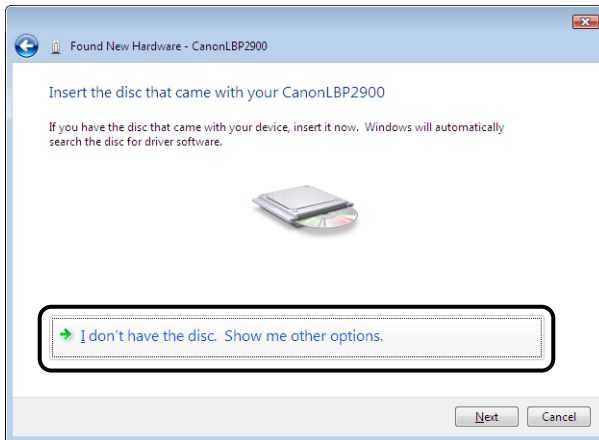 Found New Hardware - CanonLBP2900
Insert the disc that came with your CanonLBP2900
If you have the disc that came with your device, insert it now. Windows will automatically
search the disc for driver software.
I don't have the disc. Show me other options.
Next Cancel